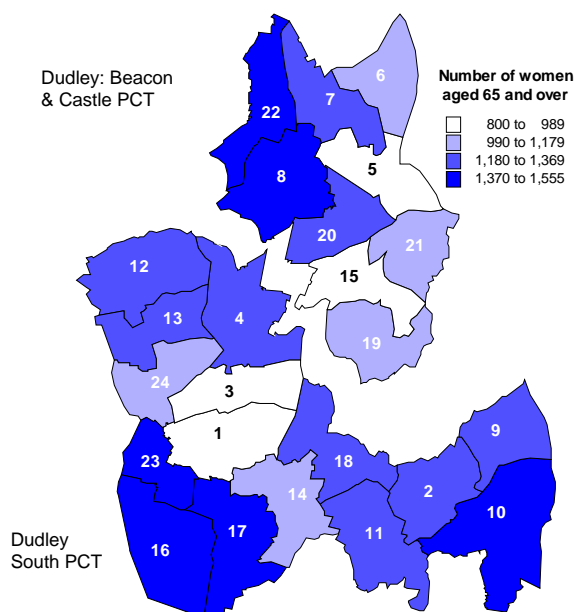 Dudley: Beacon
& Castle PCT
Number of women
aged 65 and over
800 to 989
990 to 1,179
1,180 to 1,369
1,370 to 1,555
6
7
22
5
8
20
21
12
15
13
4
19
24
3
1
9
23
18
2
14
10
17
11
16
Dudley
South PCT